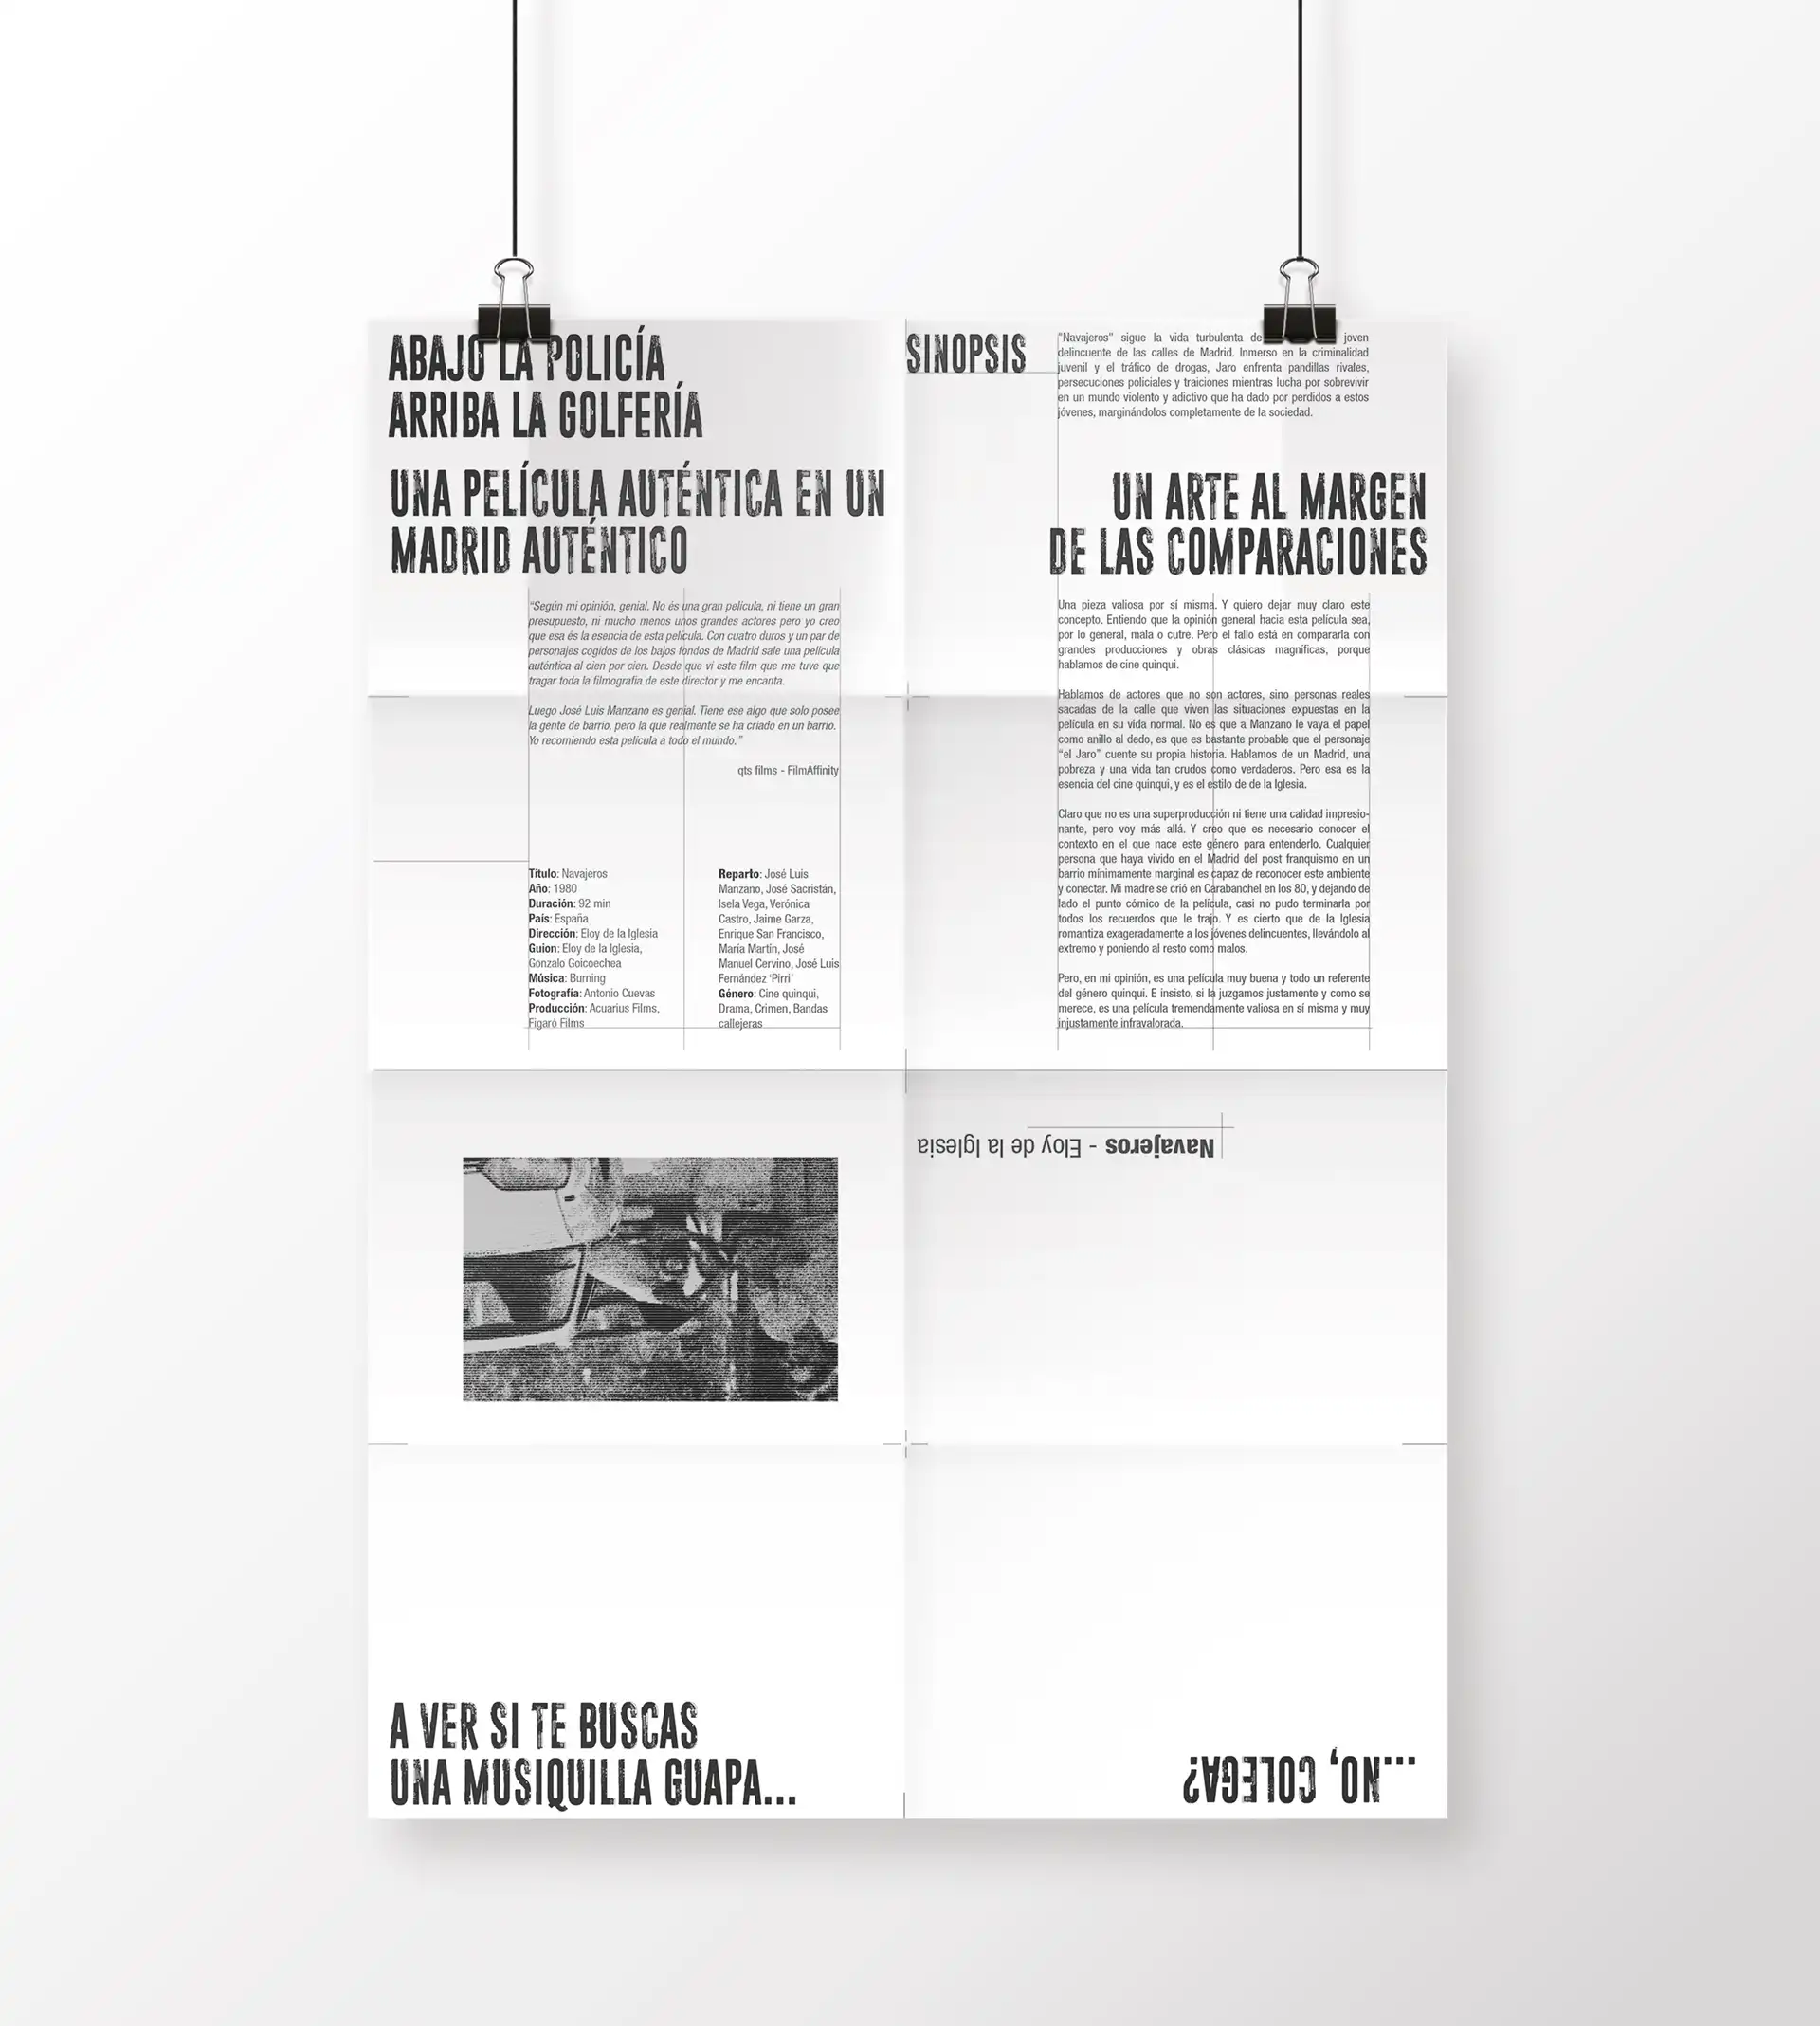 ABAJO LA POLICÍA
ARRIBA LA GOLFERÍA
UNA PELÍCULA AUTÉNTICA EN UN
MADRID AUTÉNTICO
“Según mi opinión, genial. No és una gran película, ni tiene un gran
presupuesto, ni mucho menos unos grandes actores pero yo creo
que esa és la esencia de esta película. Con cuatro duros y un par de
personajes cogidos de los bajos fondos de Madrid sale una película
auténtica al cien por cien. Desde que ví este film que me tuve que
tragar toda la filmografía de este director y me encanta.
Luego José Luis Manzano es genial. Tiene ese algo que solo posee
la gente de barrio, pero la que realmente se ha criado en un barrio.
Yo recomiendo esta película a todo el mundo.”
qts films - FilmAffinity
Título: Navajeros
Año: 1980
Duración: 92 min
País: España
Dirección: Eloy de la Iglesia
Guion: Eloy de la Iglesia,
Gonzalo Goicoechea
Música: Burning
Fotografía: Antonio Cuevas
Producción: Acuarius Films,
Figaró Films
Reparto: José Luis
Manzano, José Sacristán,
Isela Vega, Verónica
Castro, Jaime Garza,
Enrique San Francisco,
María Martín, José
Manuel Cervino, José Luis
Fernández ‘Pirri’
Género: Cine quinqui,
Drama, Crimen, Bandas
callejeras
SINOPSIS
“Navajeros” sigue la vida turbulenta de joven
delincuente de las calles de Madrid. Inmerso en la criminalidad
juvenil y el tráfico de drogas, Jaro enfrenta pandillas rivales,
persecuciones policiales y traiciones mientras lucha por sobrevivir
en un mundo violento y adictivo que ha dado por perdidos a estos
jóvenes, marginándolos completamente de la sociedad.
UN ARTE AL MARGEN
DE LAS COMPARACIONES
Una pieza valiosa por sí misma. Y quiero dejar muy claro este
concepto. Entiendo que la opinión general hacia esta película sea,
por lo general, mala o cutre. Pero el fallo está en compararla con
grandes producciones y obras clásicas magníficas, porque
hablamos de cine quinqui.
Hablamos de actores que no son actores, sino personas reales
sacadas de la calle que viven las situaciones expuestas en la
película en su vida normal. No es que a Manzano le vaya el papel
como anillo al dedo, es que es bastante probable que el personaje
“el Jaro” cuente su propia historia. Hablamos de un Madrid, una
pobreza y una vida tan crudos como verdaderos. Pero esa es la
esencia del cine quinqui, y es el estilo de de la Iglesia.
Claro que no es una superproducción ni tiene una calidad impresio-
nante, pero voy más allá. Y creo que es necesario conocer el
contexto en el que nace este género para entenderlo. Cualquier
persona que haya vivido en el Madrid del post franquismo en un
barrio mínimamente marginal es capaz de reconocer este ambiente
y conectar. Mi madre se crió en Carabanchel en los 80, y dejando de
lado el punto cómico de la película, casi no pudo terminarla por
todos los recuerdos que le trajo. Y es cierto que de la Iglesia
romantiza exageradamente a los jóvenes delincuentes, llevándolo al
extremo y poniendo al resto como malos.
Pero, en mi opinión, es una película muy buena y todo un referente
del género quinqui. E insisto, si la juzgamos justamente y como se
merece, es una película tremendamente valiosa en sí misma y muy
injustamente infravalorada.
Navajeros - Eloy de la Iglesia
A VER SI TE BUSCAS
UNA MUSIQUILLA GUAPA...
...NO, COLEGA?